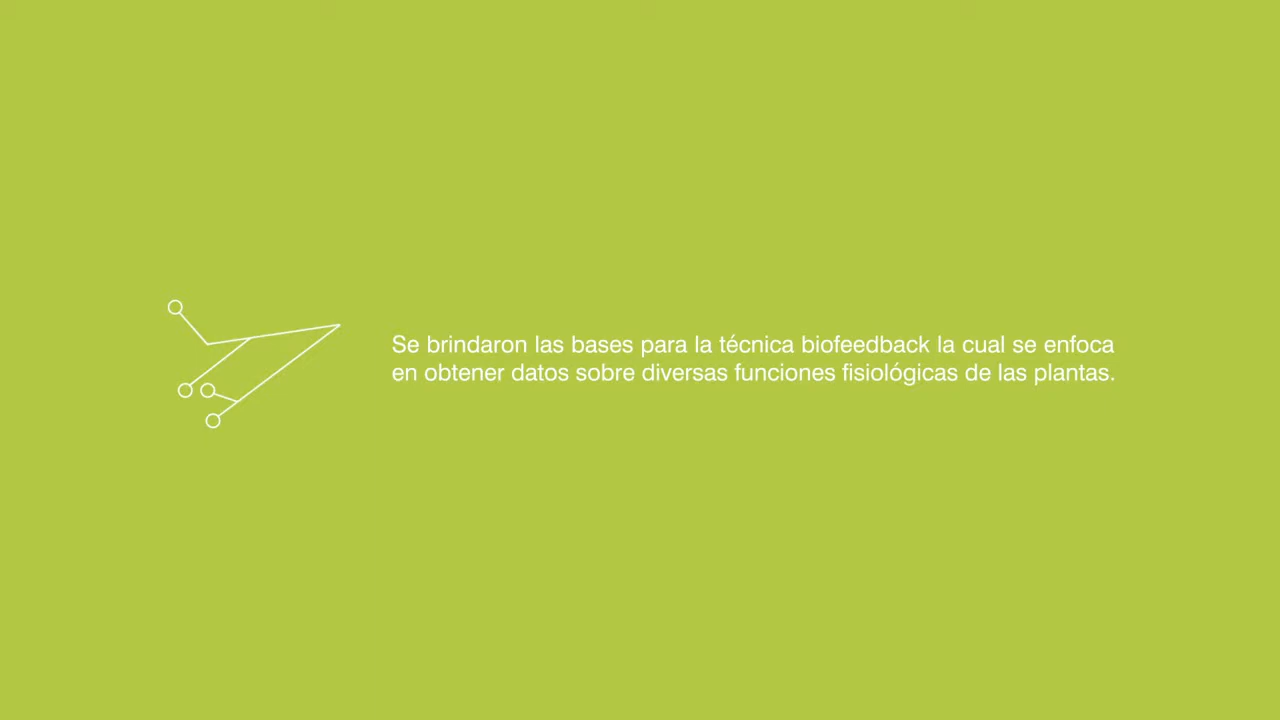 Se brindaron las bases para la técnica biofeedback la cual se enfoca
en obtener datos sobre diversas funciones fisiológicas de las plantas.